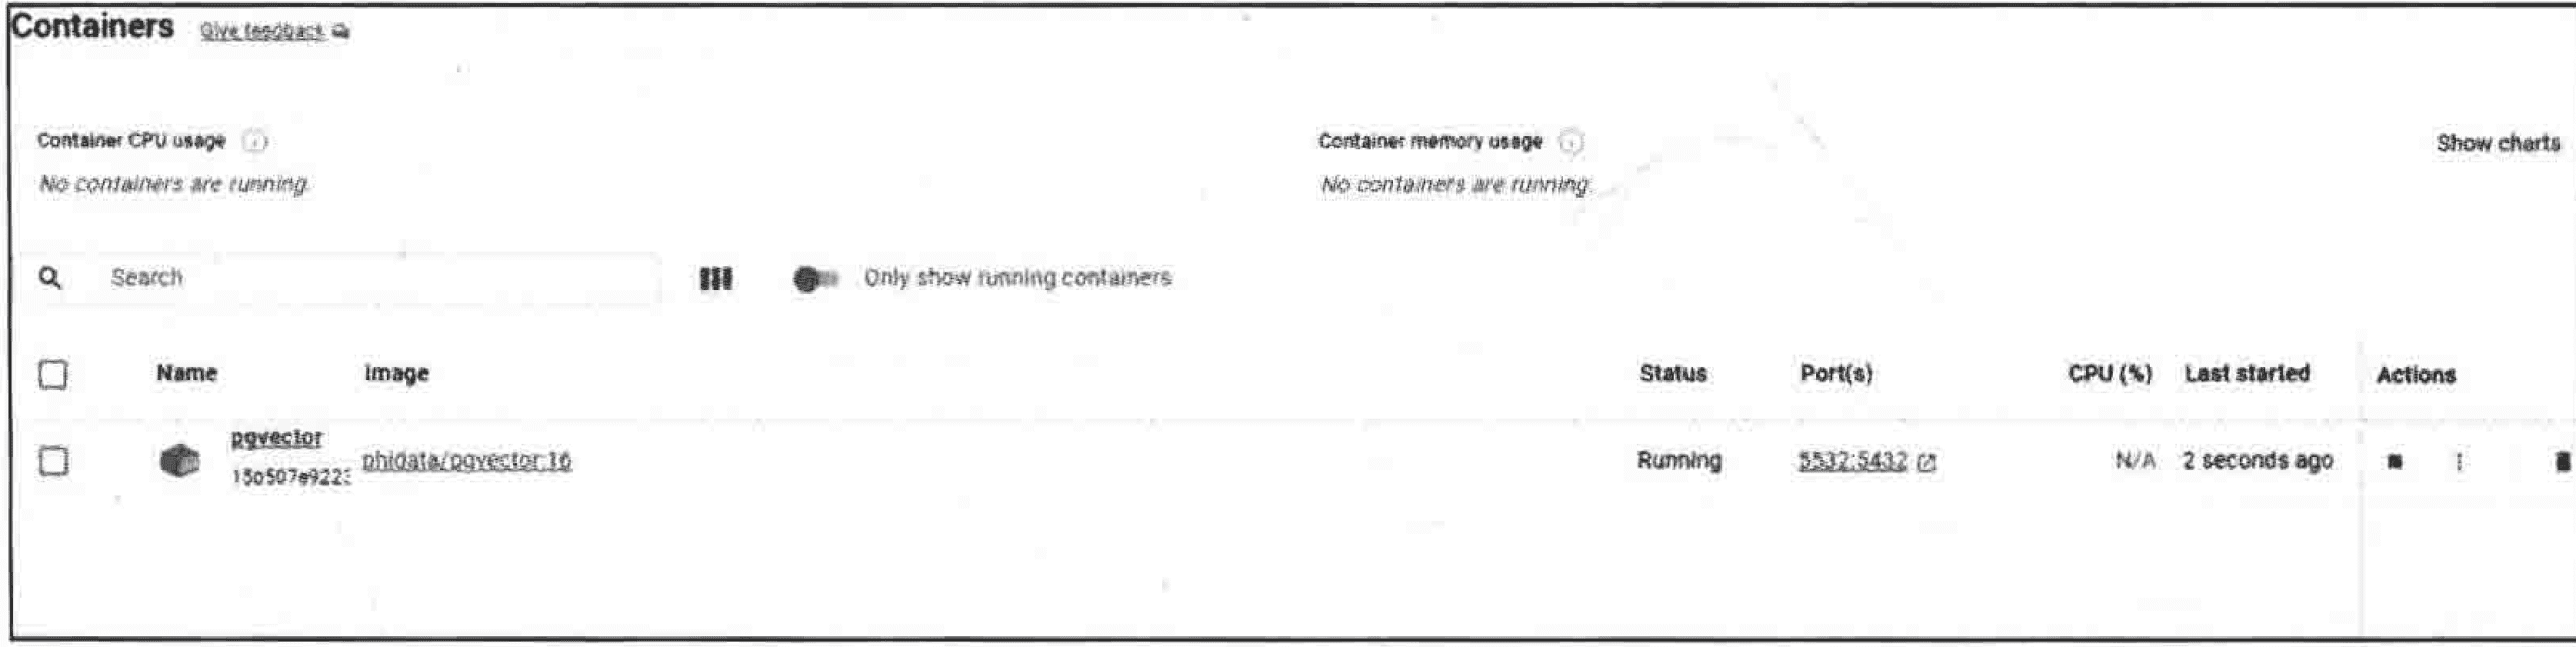 Containers Give feedback
Container CPU usage
No containers are running.
Container memory usage
No containers are running.
Show charts
Search
Only show running containers
Name Image Status Port(s) CPU (%) Last started Actions
pgvector
phidata/pgvector:16 Running 5532:5432 N/A 2 seconds ago